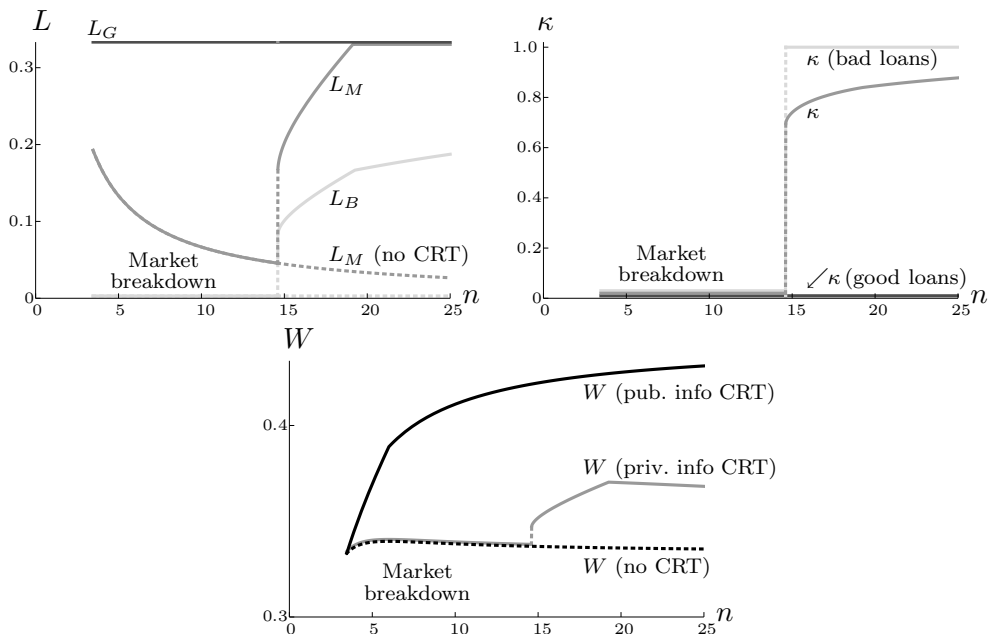 L
L_G
0.3
L_M
0.2
L_B
0.1
L_M (no CRT)
Market
breakdown
0
n
0 5 10 15 20 25
κ
1.0
κ (bad loans)
0.8
κ
0.6
0.4
Market
breakdown
0.2
κ (good loans)
0
n
0 5 10 15 20 25
W
W (pub. info CRT)
0.4
W (priv. info CRT)
W (no CRT)
Market
breakdown
0.3
n
0 5 10 15 20 25